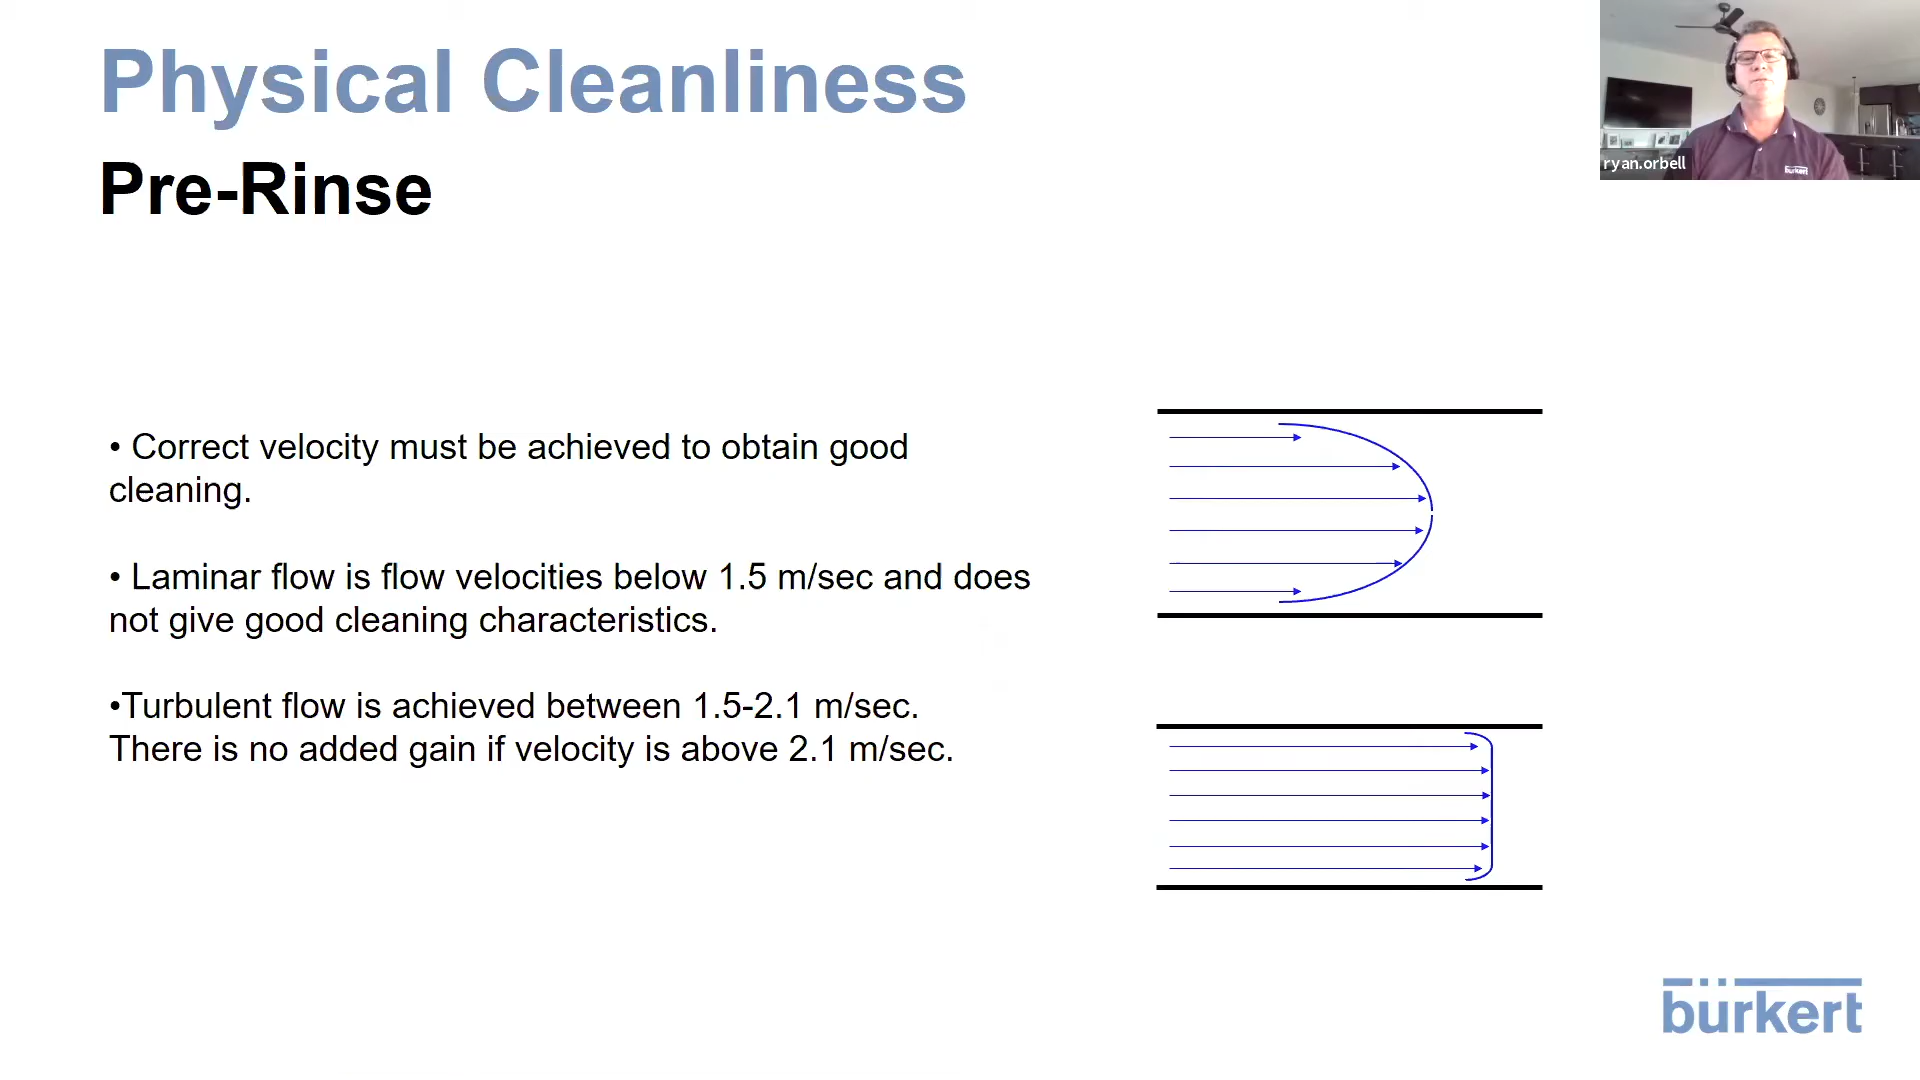 Physical Cleanliness
Pre-Rinse
ryan.orbell
burkert
• Correct velocity must be achieved to obtain good
cleaning.
• Laminar flow is flow velocities below 1.5 m/sec and does
not give good cleaning characteristics.
•Turbulent flow is achieved between 1.5-2.1 m/sec.
There is no added gain if velocity is above 2.1 m/sec.
bürkert